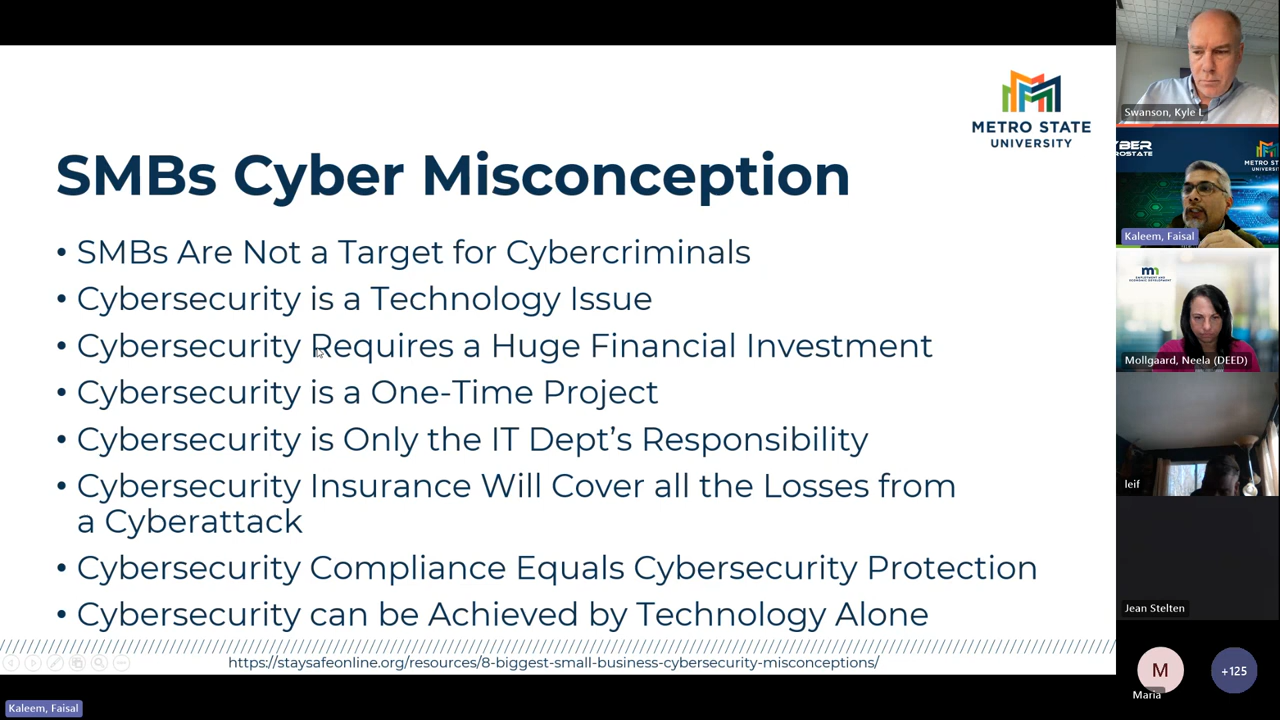 METRO STATE
UNIVERSITY
SMBs Cyber Misconception
• SMBs Are Not a Target for Cybercriminals
• Cybersecurity is a Technology Issue
• Cybersecurity Requires a Huge Financial Investment
• Cybersecurity is a One-Time Project
• Cybersecurity is Only the IT Dept’s Responsibility
• Cybersecurity Insurance Will Cover all the Losses from
a Cyberattack
• Cybersecurity Compliance Equals Cybersecurity Protection
• Cybersecurity can be Achieved by Technology Alone
https://staysafeonline.org/resources/8-biggest-small-business-cybersecurity-misconceptions/
Kaleem, Faisal
Swanson, Kyle L
Kaleem, Faisal
Mollgaard, Neela (DEED)
leif
Jean Stelten
M
Maria
+125